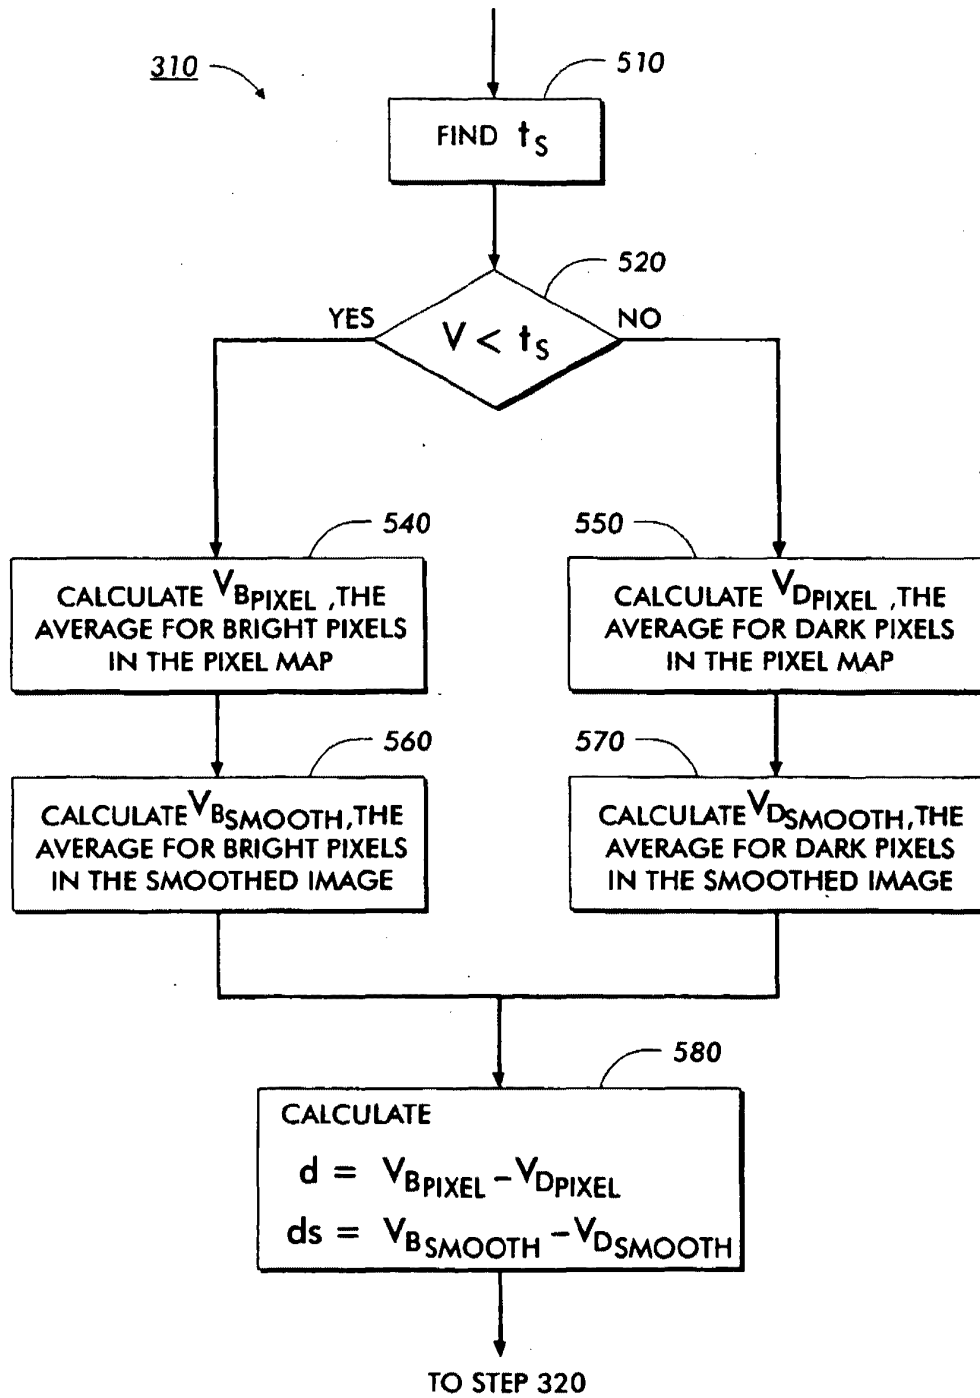 310
510
FIND tS
520
YES
V < tS
NO
540
CALCULATE VBPIXEL ,THE
AVERAGE FOR BRIGHT PIXELS
IN THE PIXEL MAP
550
CALCULATE VDPIXEL ,THE
AVERAGE FOR DARK PIXELS
IN THE PIXEL MAP
560
CALCULATE VBSMOOTH,THE
AVERAGE FOR BRIGHT PIXELS
IN THE SMOOTHED IMAGE
570
CALCULATE VDSMOOTH,THE
AVERAGE FOR DARK PIXELS
IN THE SMOOTHED IMAGE
580
CALCULATE
d = VBPIXEL – VDPIXEL
ds = VBSMOOTH – VDSMOOTH
TO STEP 320